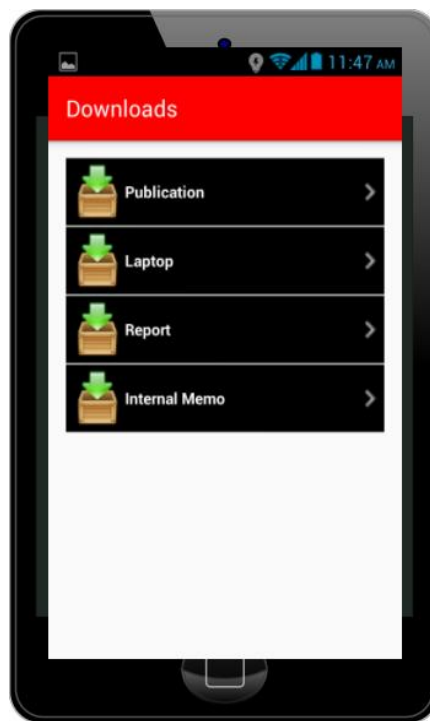 11:47 AM
Downloads
Publication
Laptop
Report
Internal Memo